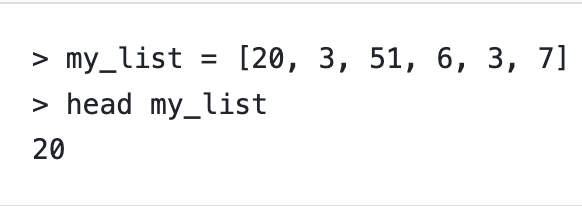 > my_list = [20, 3, 51, 6, 3, 7]
> head my_list
20